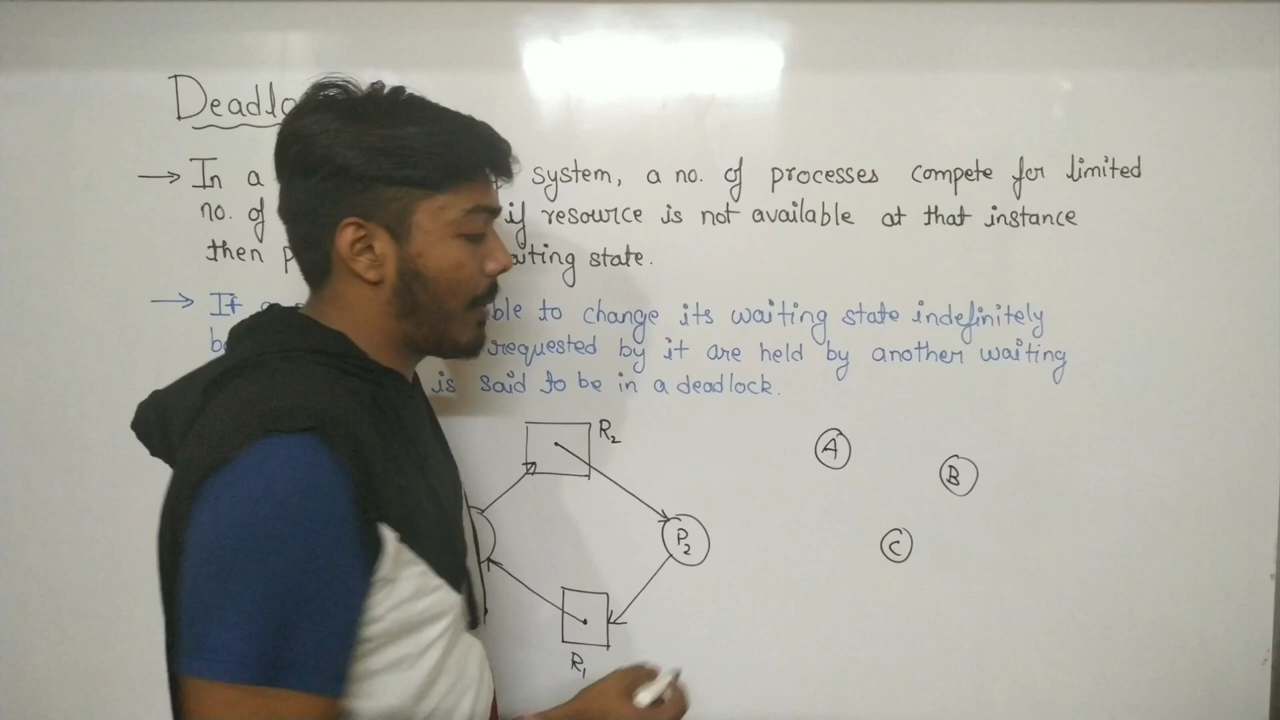 Deadlo
→ In a system, a no. of processes compete for limited
no. of if resource is not available at that instance
then p aiting state.
→ If a ble to change its waiting state indefinitely
be requested by it are held by another waiting
is said to be in a deadlock.
R2
A
B
P2
C
R1